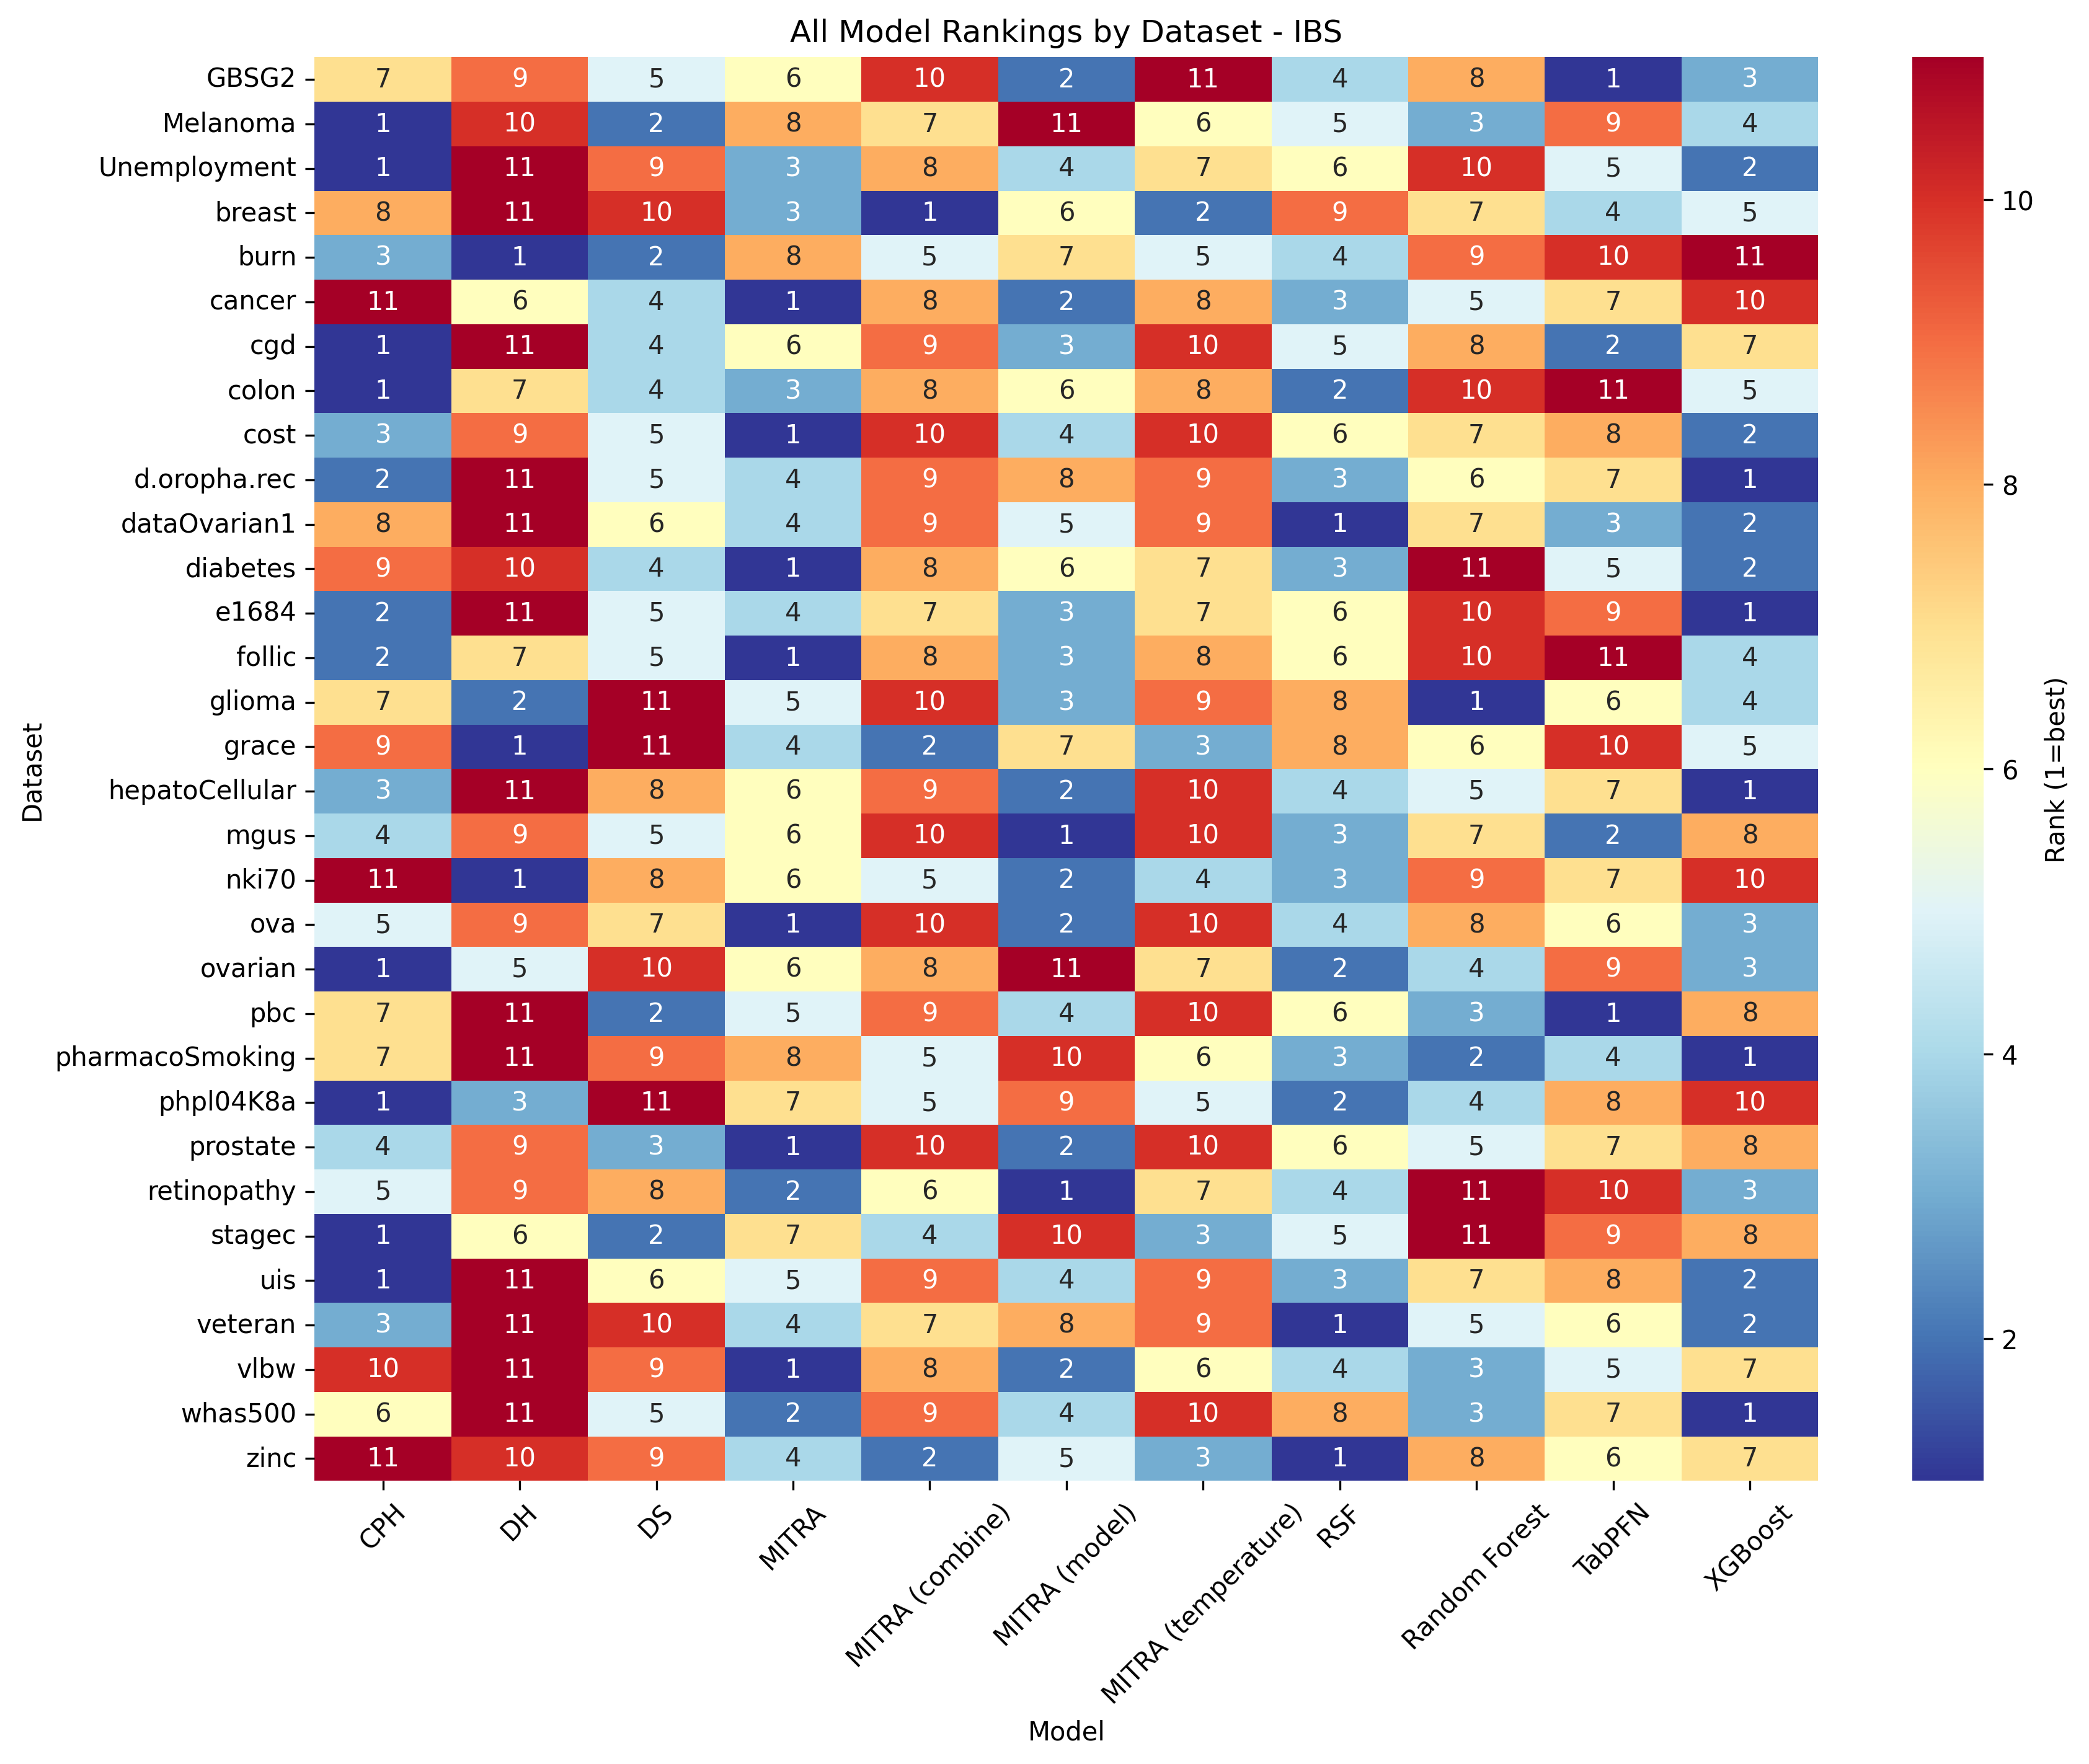 All Model Rankings by Dataset - IBS
GBSG2 7 9 5 6 10 2 11 4 8 1 3
Melanoma 1 10 2 8 7 11 6 5 3 9 4
Unemployment 1 11 9 3 8 4 7 6 10 5 2
breast 8 11 10 3 1 6 2 9 7 4 5
burn 3 1 2 8 5 7 5 4 9 10 11
cancer 11 6 4 1 8 2 8 3 5 7 10
cgd 1 11 4 6 9 3 10 5 8 2 7
colon 1 7 4 3 8 6 8 2 10 11 5
cost 3 9 5 1 10 4 10 6 7 8 2
d.oropha.rec 2 11 5 4 9 8 9 3 6 7 1
dataOvarian1 8 11 6 4 9 5 9 1 7 3 2
diabetes 9 10 4 1 8 6 7 3 11 5 2
e1684 2 11 5 4 7 3 7 6 10 9 1
follic 2 7 5 1 8 3 8 6 10 11 4
glioma 7 2 11 5 10 3 9 8 1 6 4
grace 9 1 11 4 2 7 3 8 6 10 5
hepatoCellular 3 11 8 6 9 2 10 4 5 7 1
mgus 4 9 5 6 10 1 10 3 7 2 8
nki70 11 1 8 6 5 2 4 3 9 7 10
ova 5 9 7 1 10 2 10 4 8 6 3
ovarian 1 5 10 6 8 11 7 2 4 9 3
pbc 7 11 2 5 9 4 10 6 3 1 8
pharmacoSmoking 7 11 9 8 5 10 6 3 2 4 1
phpl04K8a 1 3 11 7 5 9 5 2 4 8 10
prostate 4 9 3 1 10 2 10 6 5 7 8
retinopathy 5 9 8 2 6 1 7 4 11 10 3
stagec 1 6 2 7 4 10 3 5 11 9 8
uis 1 11 6 5 9 4 9 3 7 8 2
veteran 3 11 10 4 7 8 9 1 5 6 2
vlbw 10 11 9 1 8 2 6 4 3 5 7
whas500 6 11 5 2 9 4 10 8 3 7 1
zinc 11 10 9 4 2 5 3 1 8 6 7
CPH DH DS MITRA MITRA (combine) MITRA (model) MITRA (temperature) RSF Random Forest TabPFN XGBoost
Model
Dataset
10
8
6
4
2
Rank (1=best)